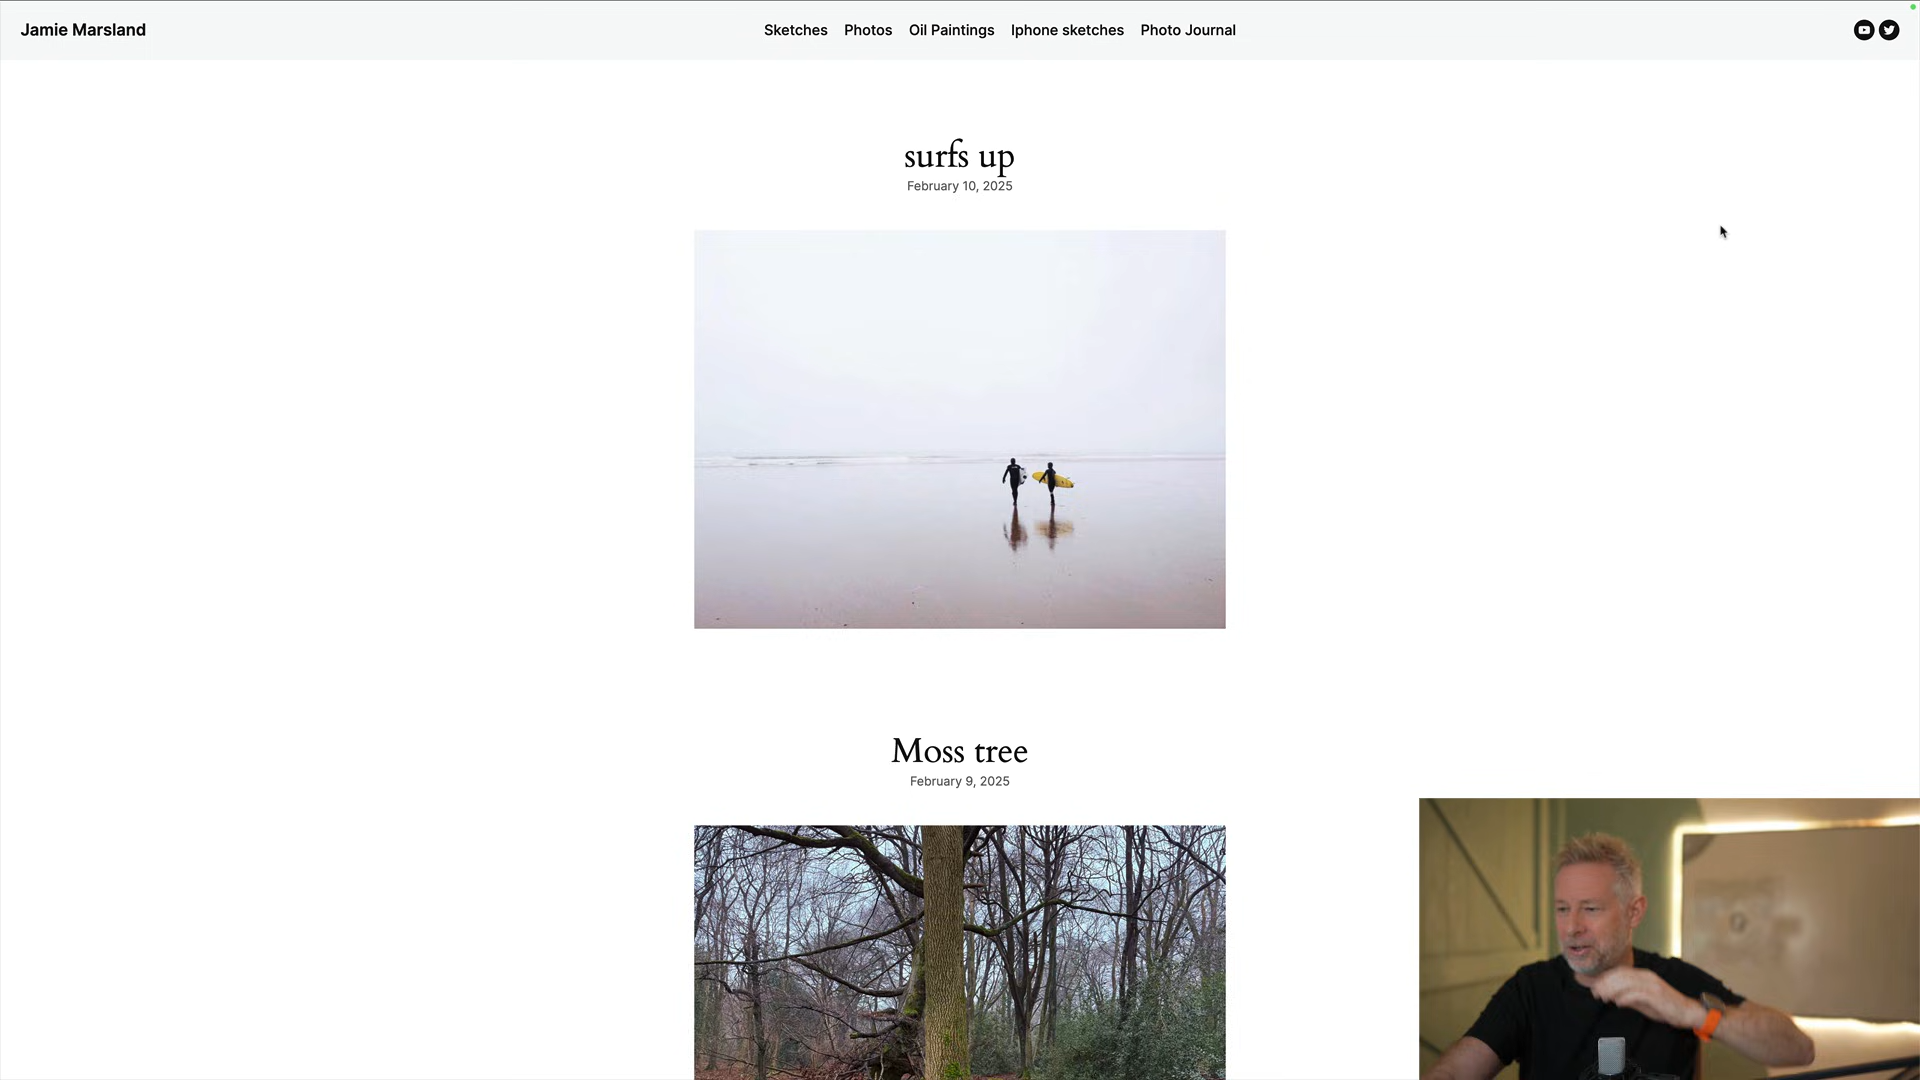 Jamie Marsland
Sketches Photos Oil Paintings Iphone sketches Photo Journal
surfs up
February 10, 2025
Moss tree
February 9, 2025